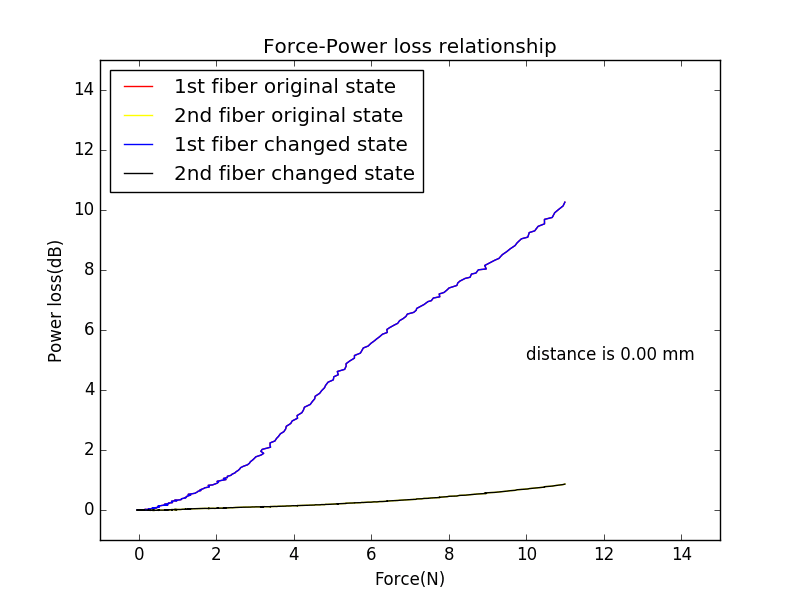 Force-Power loss relationship
1st fiber original state
2nd fiber original state
1st fiber changed state
2nd fiber changed state
14
12
10
8
6
4
2
0
Power loss(dB)
distance is 0.00 mm
0 2 4 6 8 10 12 14
Force(N)